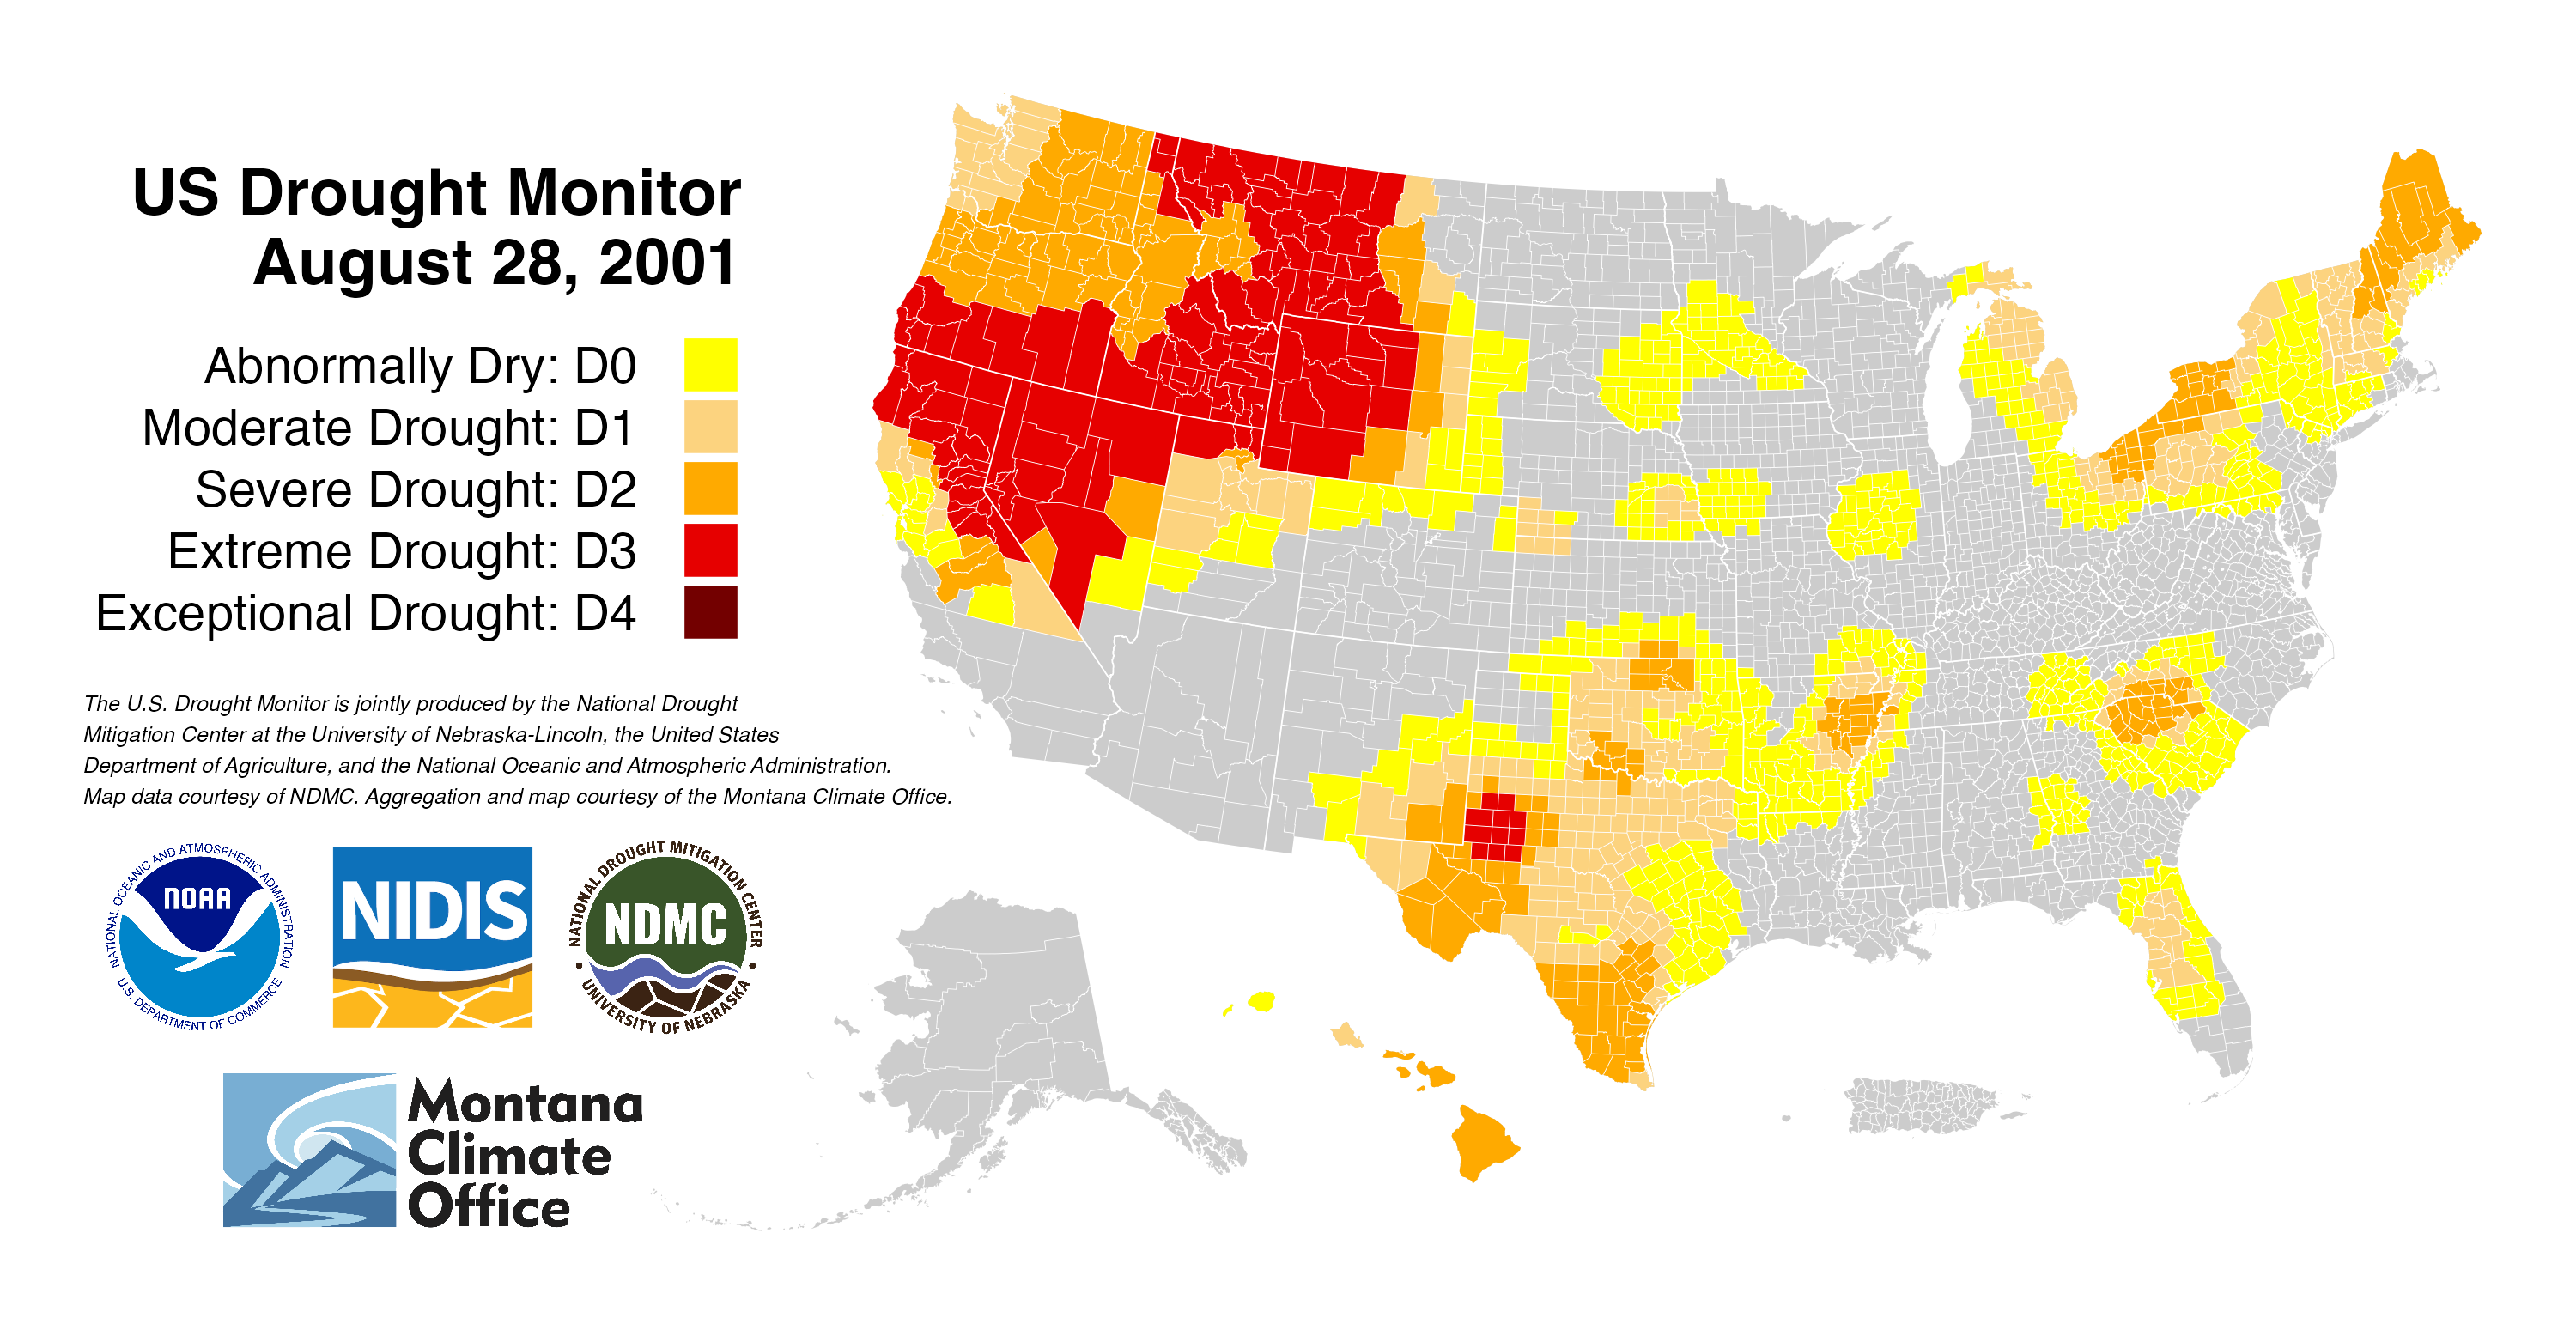 US Drought Monitor
August 28, 2001
Abnormally Dry: D0
Moderate Drought: D1
Severe Drought: D2
Extreme Drought: D3
Exceptional Drought: D4
The U.S. Drought Monitor is jointly produced by the National Drought
Mitigation Center at the University of Nebraska-Lincoln, the United States
Department of Agriculture, and the National Oceanic and Atmospheric Administration.
Map data courtesy of NDMC. Aggregation and map courtesy of the Montana Climate Office.
NATIONAL OCEANIC AND ATMOSPHERIC ADMINISTRATION
NOAA
U.S. DEPARTMENT OF COMMERCE
NIDIS
NATIONAL DROUGHT MITIGATION CENTER
NDMC
UNIVERSITY OF NEBRASKA
Montana
Climate
Office